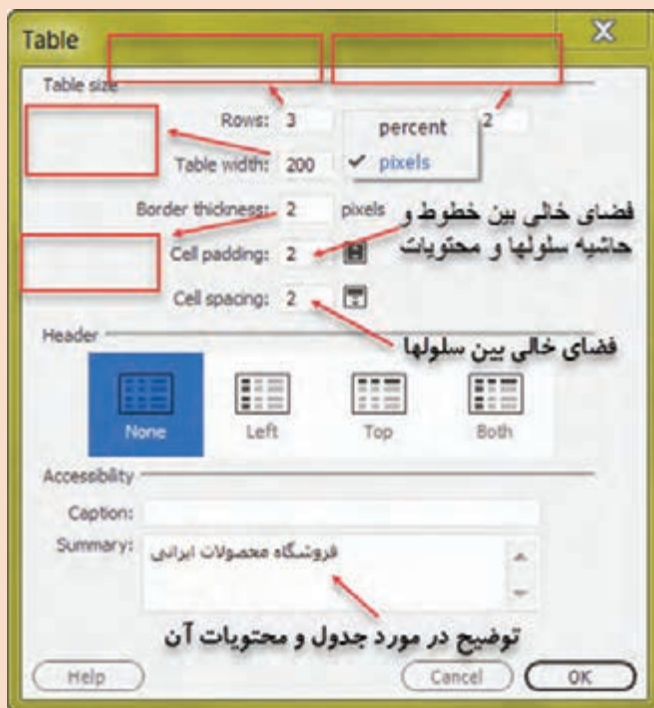 Table
X
Table size
Rows: 3
2
percent
Table width: 200
✓ pixels
Border thickness: 2 pixels
فضای خالی بین خطوط و
حاشیه سلولها و محتویات
Cell padding: 2
Cell spacing: 2
فضای خالی بین سلولها
Header
None Left Top Both
Accessibility
Caption:
Summary: فروشگاه محصولات ایرانی
توضیح در مورد جدول و محتویات آن
Help Cancel OK